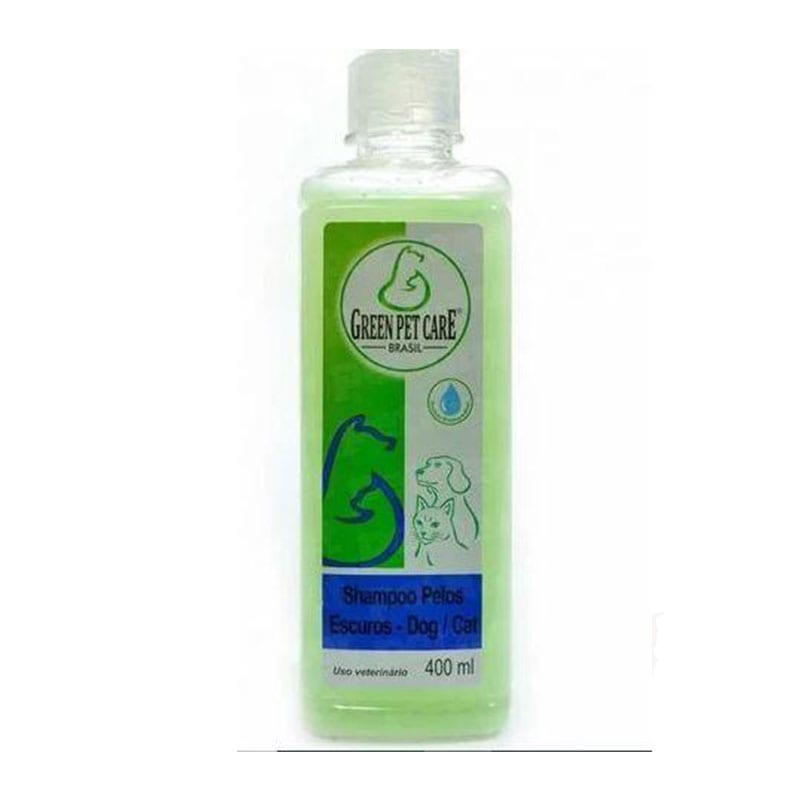 GREEN PET CARE®
BRASIL
Shampoo Pelos
Escuros - Dog / Cat
Uso veterinário 400 ml